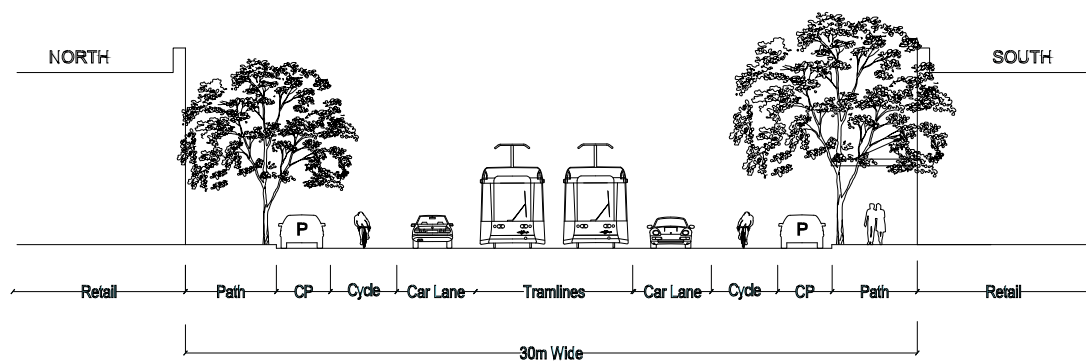 NORTH
SOUTH
P
P
Retail Path CP Cycle Car Lane Tramlines Car Lane Cycle CP Path Retail
30m Wide